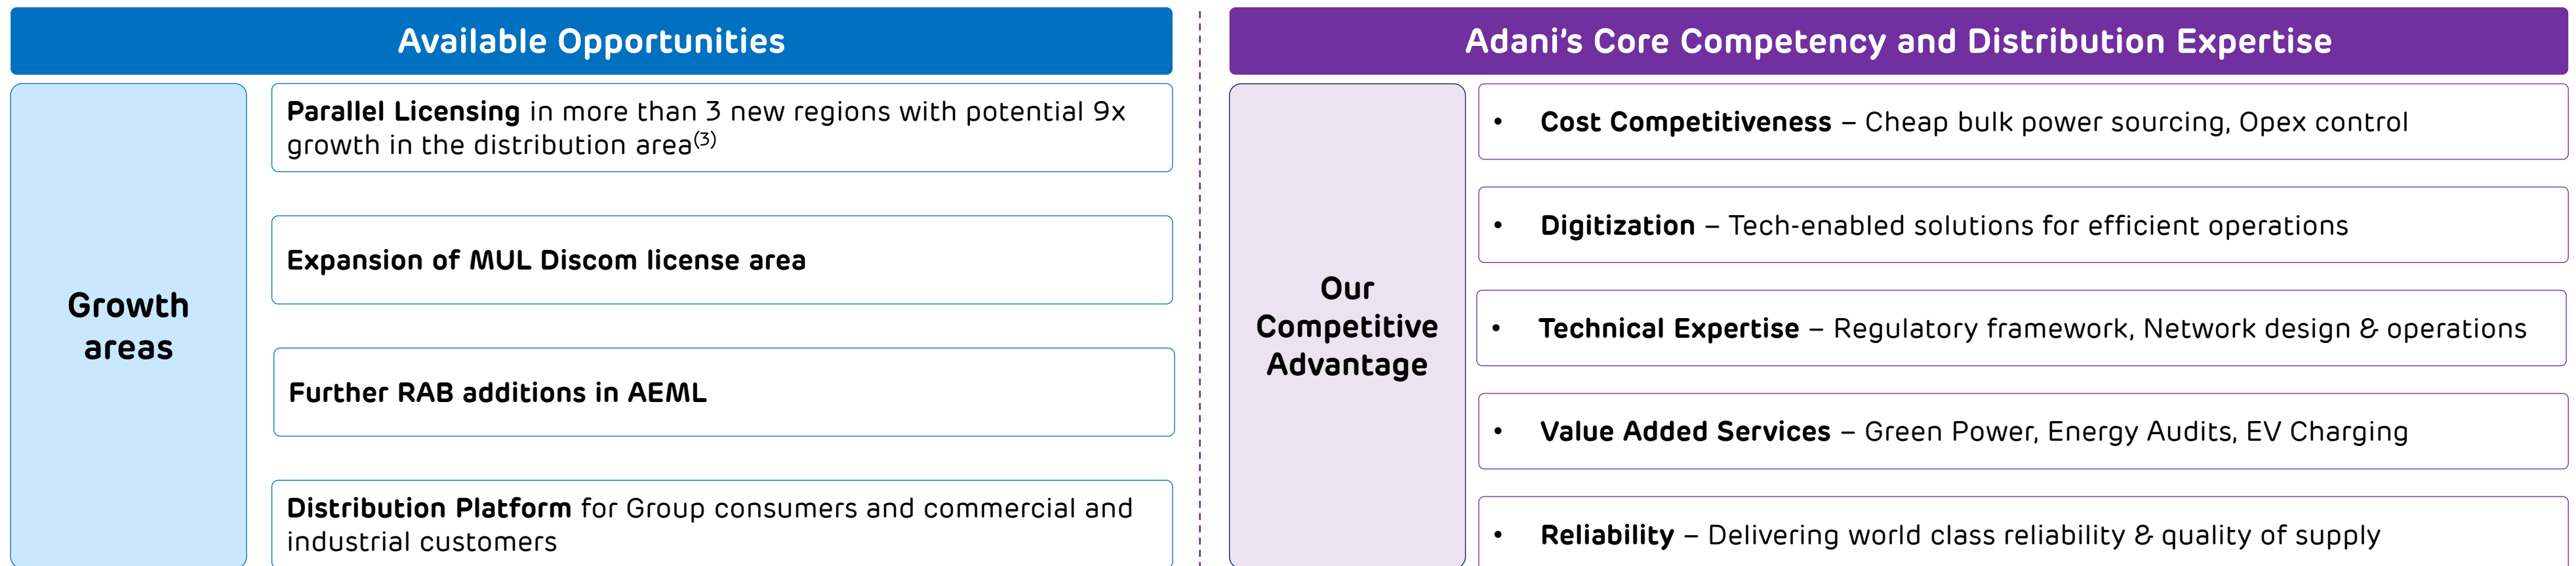 Available Opportunities
Growth
areas
Parallel Licensing in more than 3 new regions with potential 9x
growth in the distribution area(3)
Expansion of MUL Discom license area
Further RAB additions in AEML
Distribution Platform for Group consumers and commercial and
industrial customers
Adani's Core Competency and Distribution Expertise
Our
Competitive
Advantage
• Cost Competitiveness – Cheap bulk power sourcing, Opex control
• Digitization – Tech-enabled solutions for efficient operations
• Technical Expertise – Regulatory framework, Network design & operations
• Value Added Services – Green Power, Energy Audits, EV Charging
• Reliability – Delivering world class reliability & quality of supply